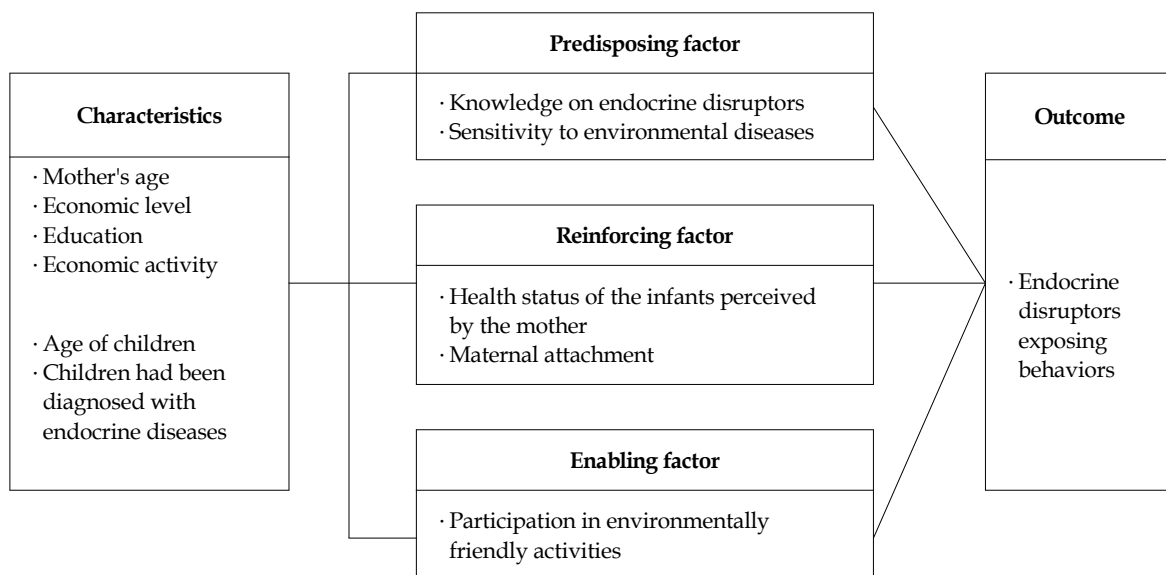 Characteristics
· Mother's age
· Economic level
· Education
· Economic activity
· Age of children
· Children had been
diagnosed with
endocrine diseases
Predisposing factor
· Knowledge on endocrine disruptors
· Sensitivity to environmental diseases
Reinforcing factor
· Health status of the infants perceived
by the mother
· Maternal attachment
Enabling factor
· Participation in environmentally
friendly activities
Outcome
· Endocrine
disruptors
exposing
behaviors